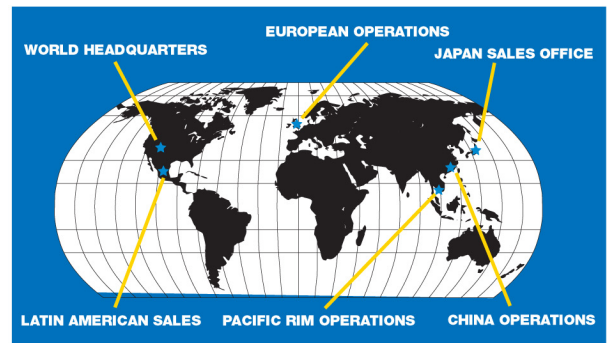 EUROPEAN OPERATIONS
WORLD HEADQUARTERS
JAPAN SALES OFFICE
LATIN AMERICAN SALES
PACIFIC RIM OPERATIONS
CHINA OPERATIONS